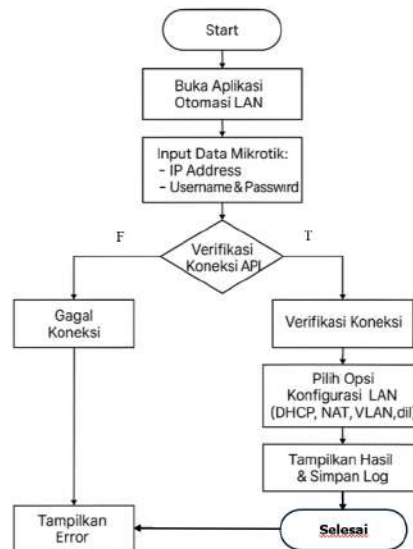 Start
Buka Aplikasi
Otomasi LAN
Input Data Mikrotik:
- IP Address
- Username & Passwird
F
T
Verifikasi
Koneksi API
Gagal
Koneksi
Verifikasi Koneksi
Pilih Opsi
Konfigurasi LAN
(DHCP, NAT, VLAN,dil)
Tampilkan Hasil
& Simpan Log
Tampilkan
Error
Selesai